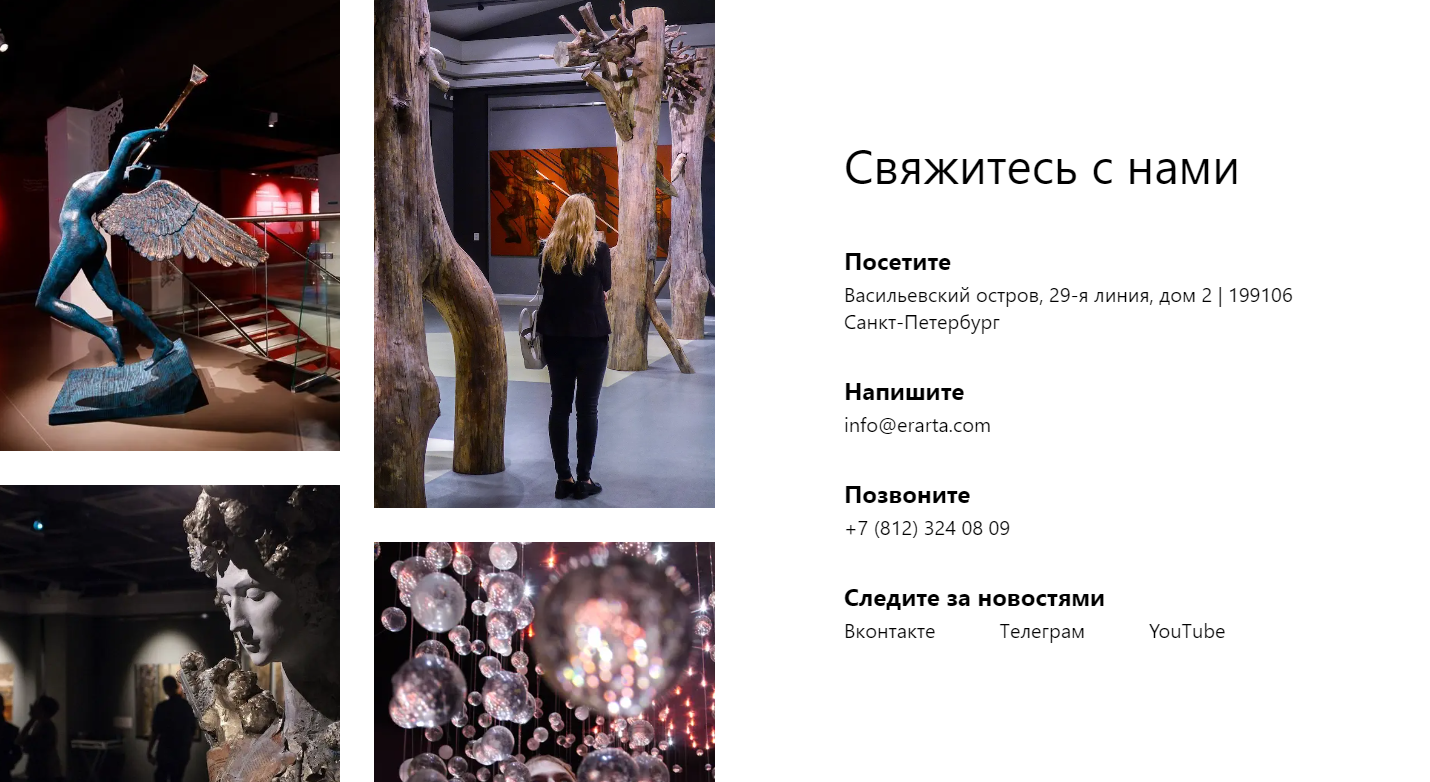 Свяжитесь с нами
Посетите
Васильевский остров, 29-я линия, дом 2 | 199106
Санкт-Петербург
Напишите
info@erarta.com
Позвоните
+7 (812) 324 08 09
Следите за новостями
Вконтакте Телеграм YouTube